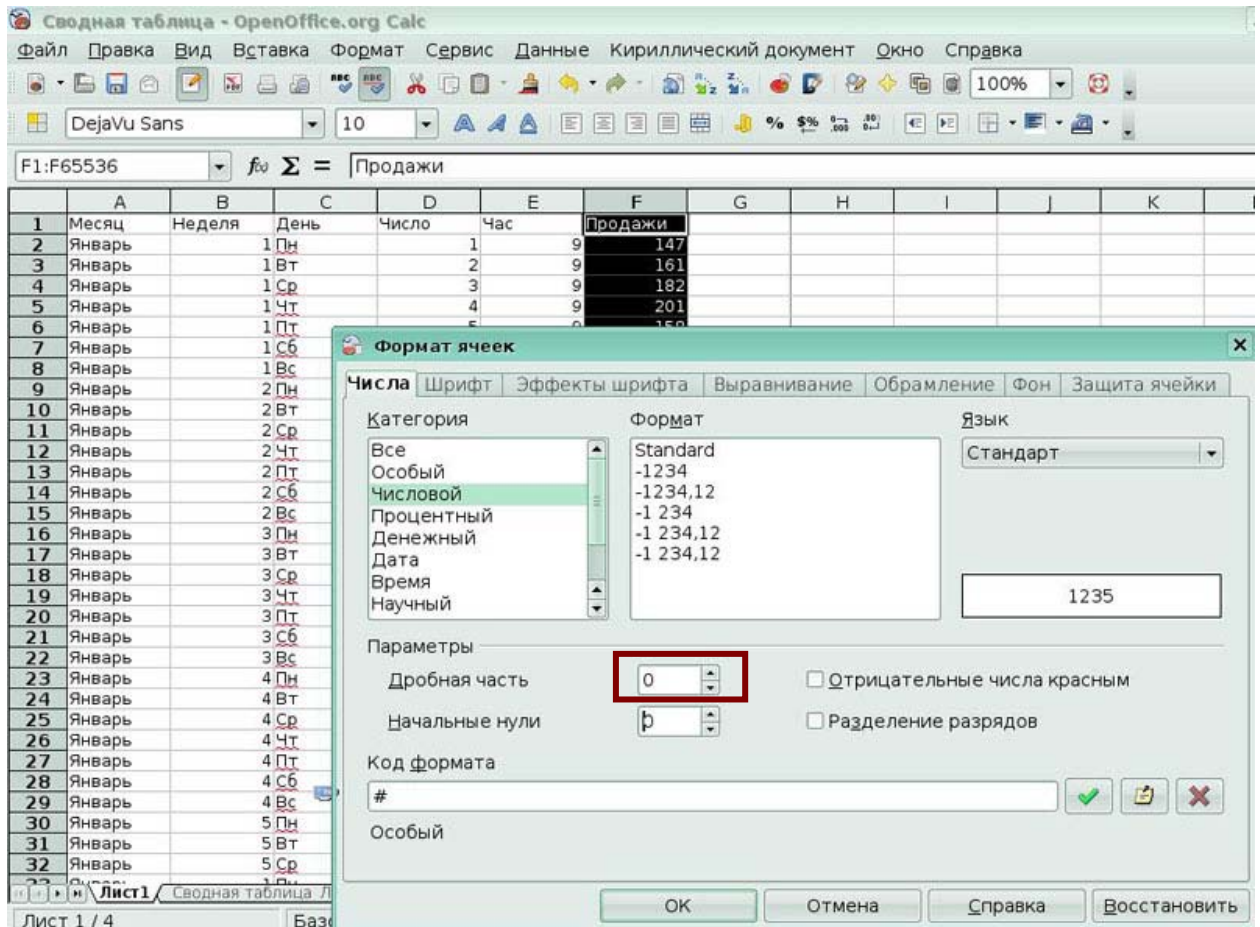 Сводная таблица - OpenOffice.org Calc
Файл Правка Вид Вставка Формат Сервис Данные Кириллический документ Окно Справка
100%
DejaVu Sans 10
F1:F65536 Продажи
A B C D E F G H I J K
1 Месяц Неделя День Число Час Продажи
2 Январь 1 Пн 1 9 147
3 Январь 1 Вт 2 9 161
4 Январь 1 Ср 3 9 182
5 Январь 1 Чт 4 9 201
6 Январь 1 Пт
7 Январь 1 Сб
8 Январь 1 Вс
9 Январь 2 Пн
10 Январь 2 Вт
11 Январь 2 Ср
12 Январь 2 Чт
13 Январь 2 Пт
14 Январь 2 Сб
15 Январь 2 Вс
16 Январь 3 Пн
17 Январь 3 Вт
18 Январь 3 Ср
19 Январь 3 Чт
20 Январь 3 Пт
21 Январь 3 Сб
22 Январь 3 Вс
23 Январь 4 Пн
24 Январь 4 Вт
25 Январь 4 Ср
26 Январь 4 Чт
27 Январь 4 Пт
28 Январь 4 Сб
29 Январь 4 Вс
30 Январь 5 Пн
31 Январь 5 Вт
32 Январь 5 Ср
Формат ячеек
Числа Шрифт Эффекты шрифта Выравнивание Обрамление Фон Защита ячейки
Категория Формат Язык
Все
Особый
Числовой
Процентный
Денежный
Дата
Время
Научный
Standard
-1234
-1234,12
-1 234
-1 234,12
-1 234,12
Стандарт
1235
Параметры
Дробная часть 0 Отрицательные числа красным
Начальные нули 0 Разделение разрядов
Код формата
#
Особый
OK Отмена Справка Восстановить
Лист1 Сводная таблица
Лист 1 / 4